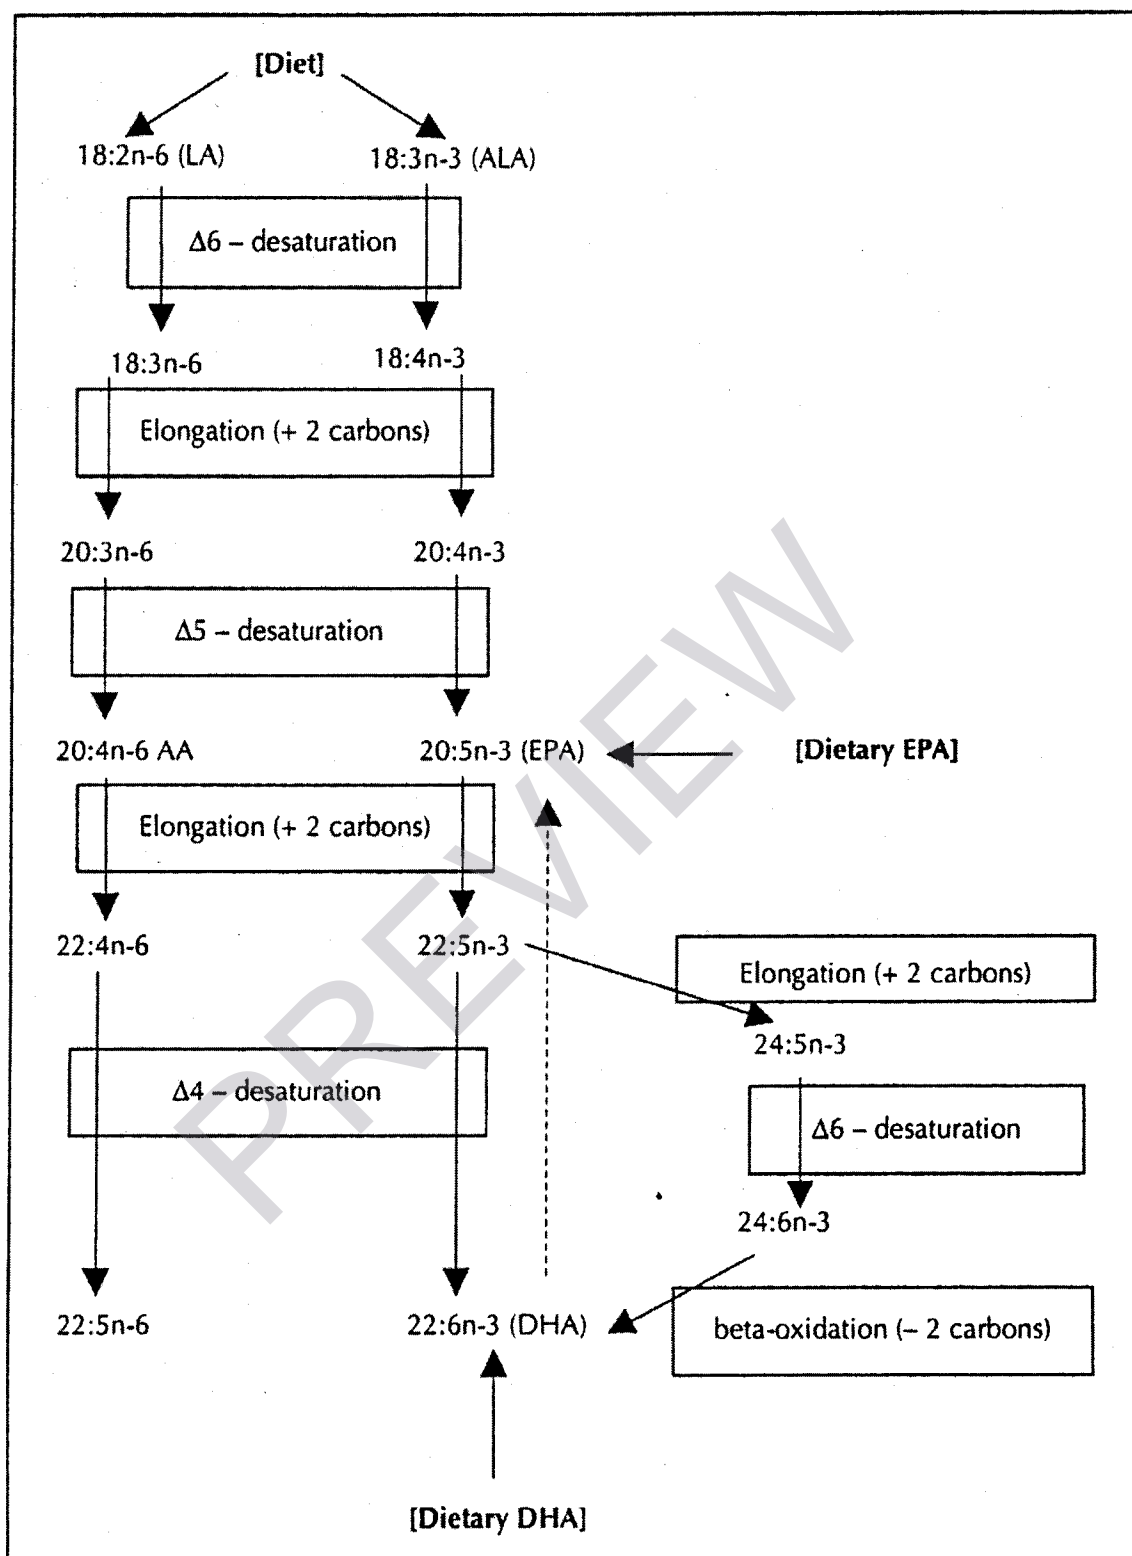 [Diet]
18:2n-6 (LA) 18:3n-3 (ALA)
Δ6 – desaturation
18:3n-6 18:4n-3
Elongation (+ 2 carbons)
20:3n-6 20:4n-3
Δ5 – desaturation
20:4n-6 AA 20:5n-3 (EPA) [Dietary EPA]
Elongation (+ 2 carbons)
22:4n-6 22:5n-3
Elongation (+ 2 carbons)
24:5n-3
Δ4 – desaturation
Δ6 – desaturation
24:6n-3
22:5n-6 22:6n-3 (DHA) beta-oxidation (– 2 carbons)
[Dietary DHA]
PREVIEW